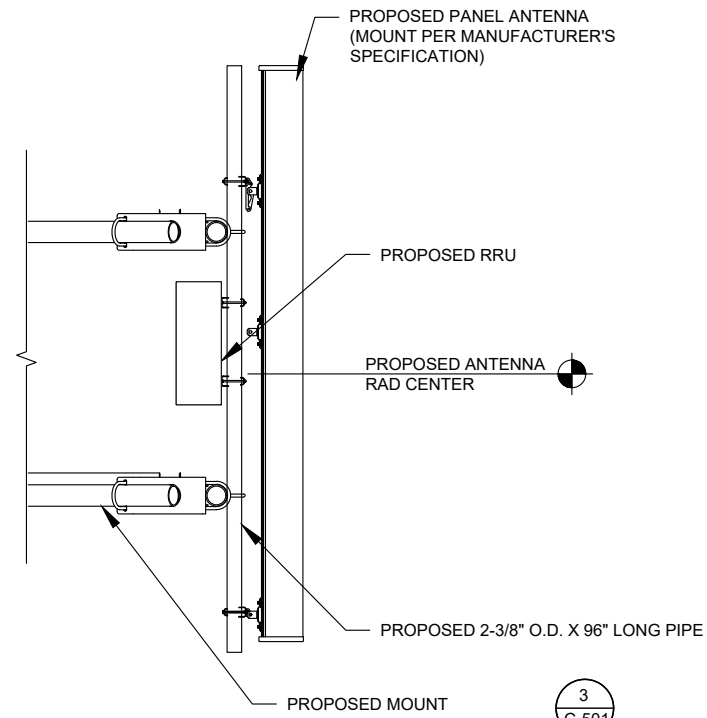 PROPOSED PANEL ANTENNA
(MOUNT PER MANUFACTURER'S
SPECIFICATION)
PROPOSED RRU
PROPOSED ANTENNA
RAD CENTER
PROPOSED 2-3/8" O.D. X 96" LONG PIPE
PROPOSED MOUNT
3
C-501